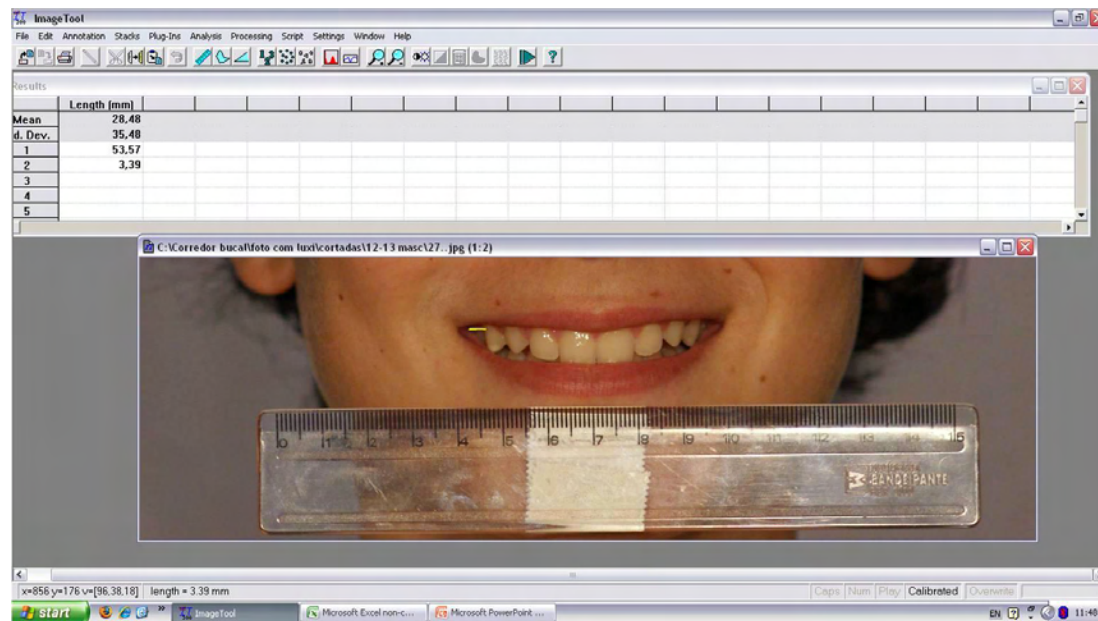 ImageTool
File Edit Annotation Stacks Plug-Ins Analysis Processing Script Settings Window Help
Results
Length [mm]
Mean 28,48
d. Dev. 35,48
1 53,57
2 3,39
3
4
5
C:\Corredor bucal\foto com luxi\cortadas\12-13 masc\27..jpg (1:2)
0 1 2 3 4 5 6 7 8 9 10 11 12 13 14 15
BANDEIRANTE
x=856 y=176 v=[96,38,18] length = 3.39 mm Caps Num Play Calibrated Overwrite
start ImageTool Microsoft Excel non-c... Microsoft PowerPoint ... EN 11:48